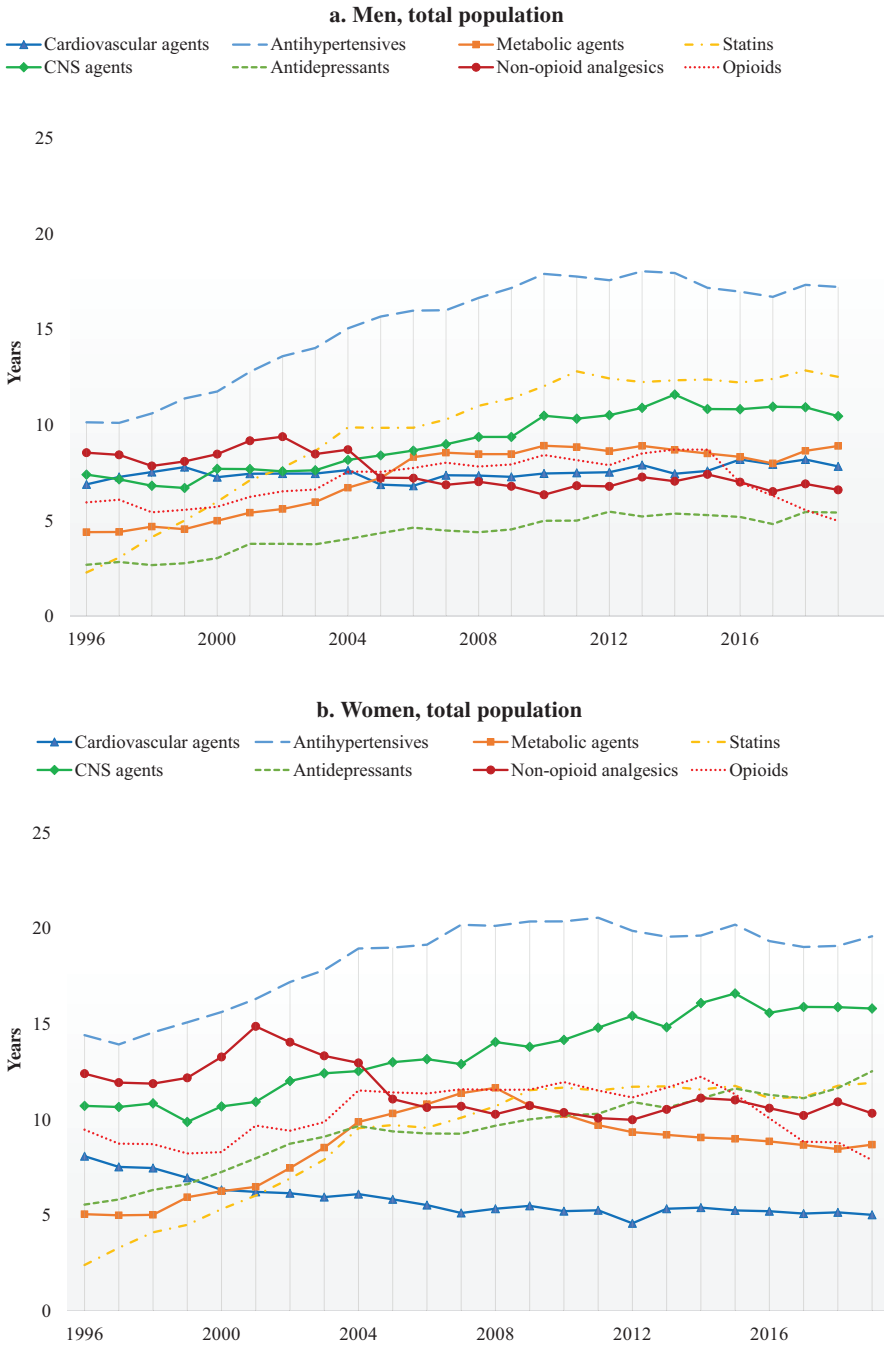 a. Men, total population
Cardiovascular agents Antihypertensives Metabolic agents Statins
CNS agents Antidepressants Non-opioid analgesics Opioids
25
20
15
10
5
0
Years
1996 2000 2004 2008 2012 2016
b. Women, total population
Cardiovascular agents Antihypertensives Metabolic agents Statins
CNS agents Antidepressants Non-opioid analgesics Opioids
25
20
15
10
5
0
Years
1996 2000 2004 2008 2012 2016